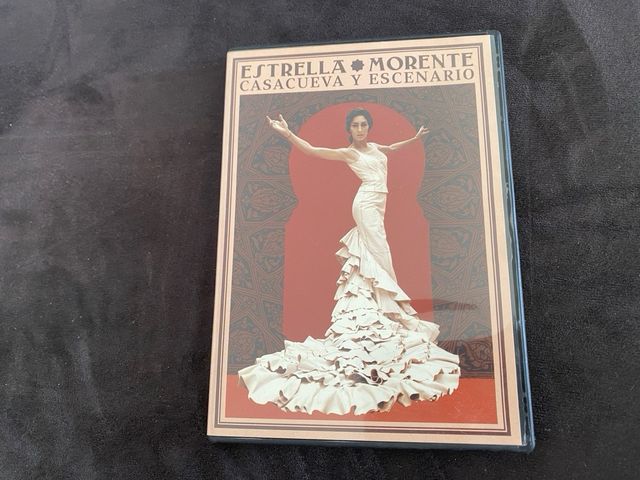 ESTRELLA MORENTE
CASACUEVA Y ESCENARIO